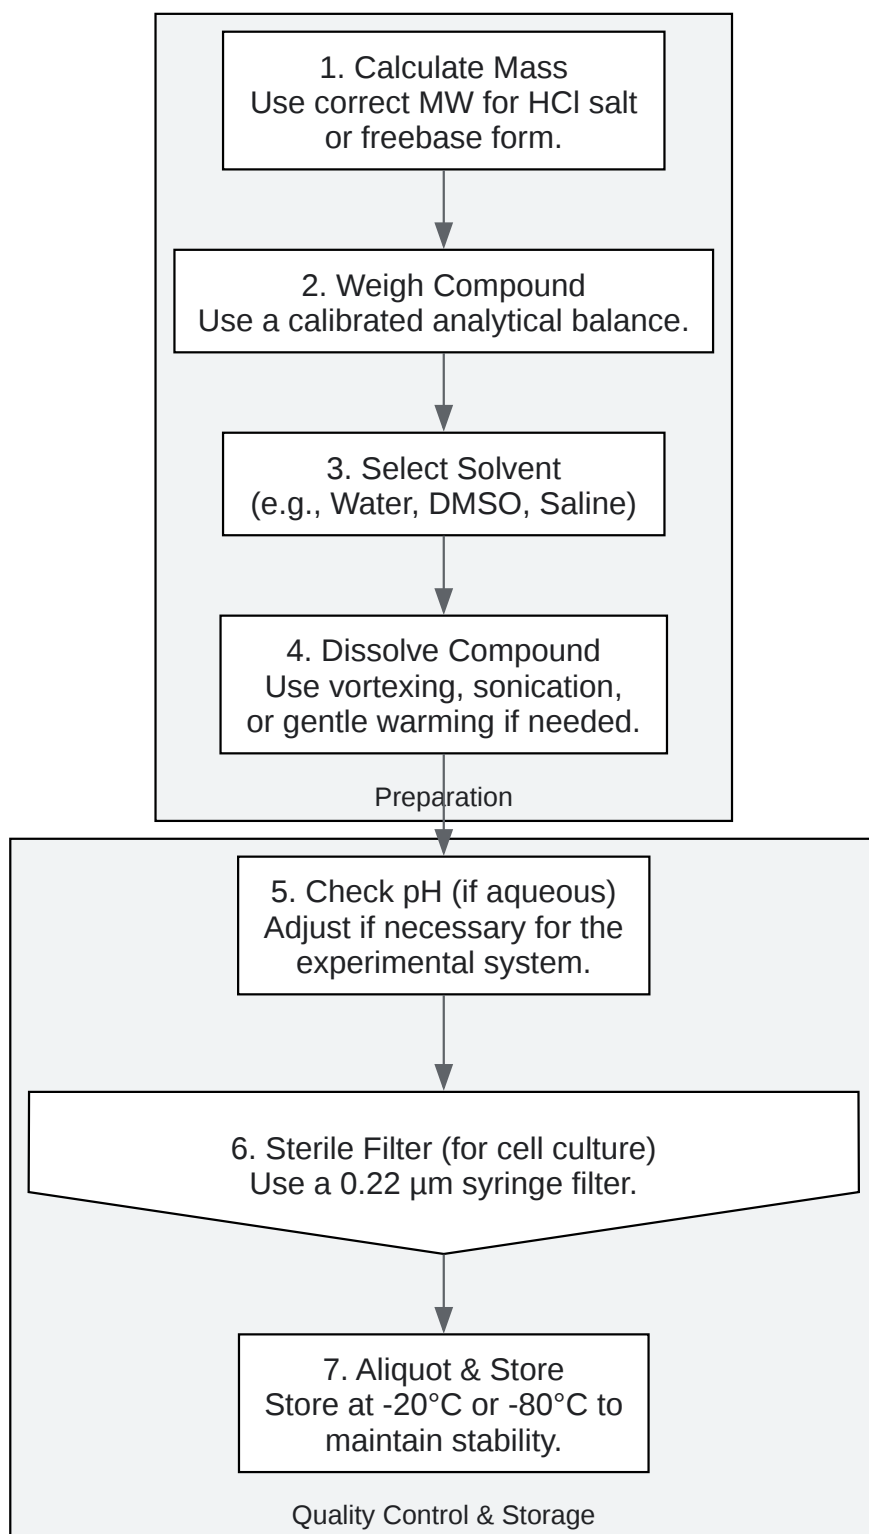 1. Calculate Mass
Use correct MW for HCl salt
or freebase form.
2. Weigh Compound
Use a calibrated analytical balance.
3. Select Solvent
(e.g., Water, DMSO, Saline)
4. Dissolve Compound
Use vortexing, sonication,
or gentle warming if needed.
Preparation
5. Check pH (if aqueous)
Adjust if necessary for the
experimental system.
6. Sterile Filter (for cell culture)
Use a 0.22 µm syringe filter.
7. Aliquot & Store
Store at -20°C or -80°C to
maintain stability.
Quality Control & Storage